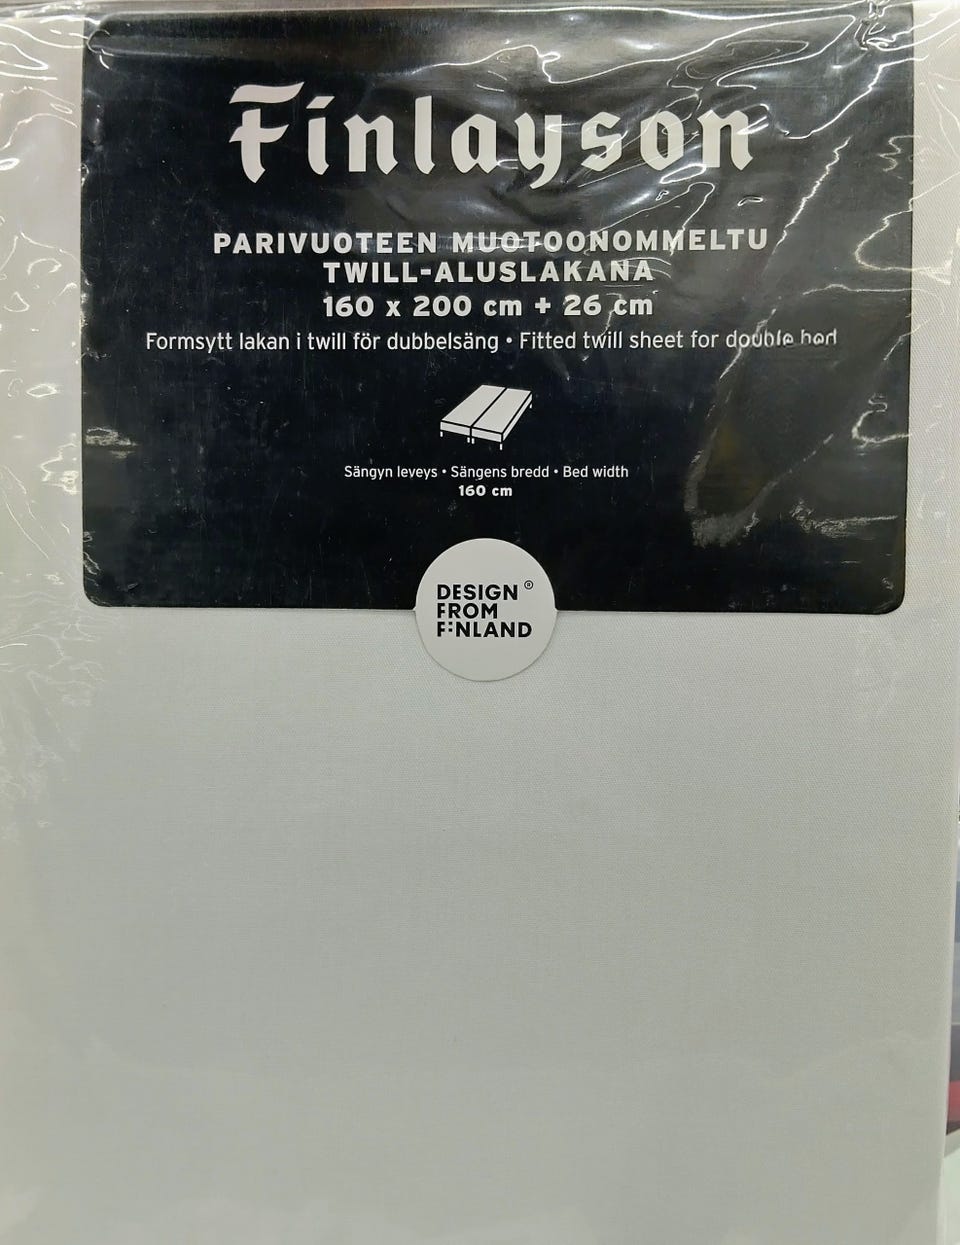 Finlayson
PARIVUOTEEN MUOTOONOMMELTU
TWILL-ALUSLAKANA
160 x 200 cm + 26 cm
Formsytt lakan i twill för dubbelsäng • Fitted twill sheet for double bed
Sängyn leveys • Sängens bredd • Bed width
160 cm
DESIGN®
FROM
FINLAND